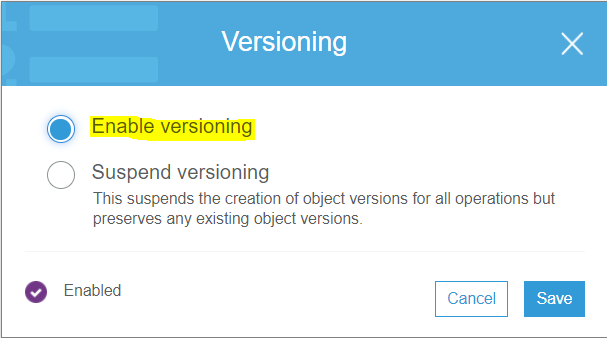 Versioning
Enable versioning
Suspend versioning
This suspends the creation of object versions for all operations but
preserves any existing object versions.
Enabled
Cancel
Save